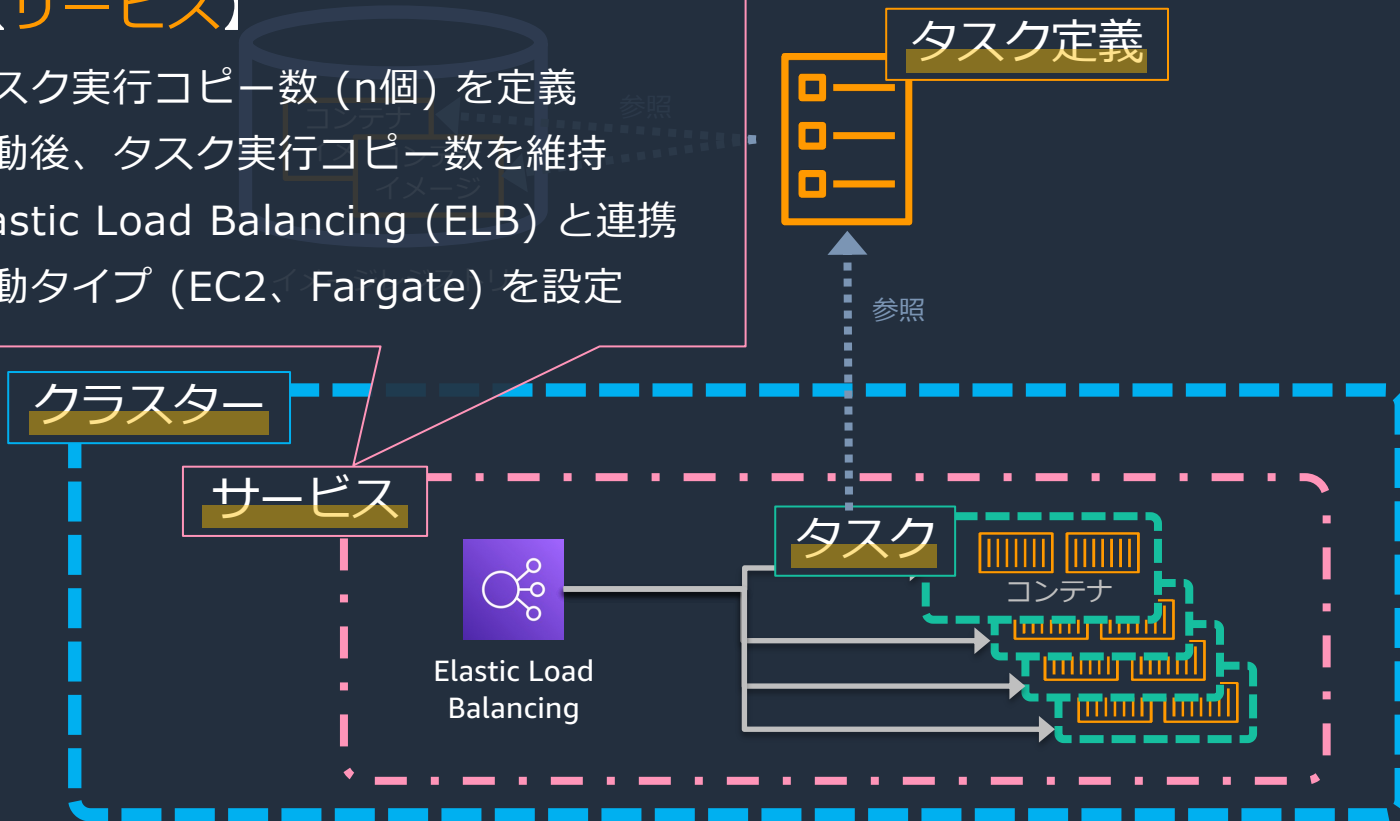 【サービス】
スク実行コピー数 (n個) を定義
動後、タスク実行コピー数を維持
astic Load Balancing (ELB) と連携
動タイプ (EC2、Fargate) を設定
コンテナ
イメージ
参照
タスク定義
参照
クラスター
サービス
タスク
コンテナ
Elastic Load
Balancing